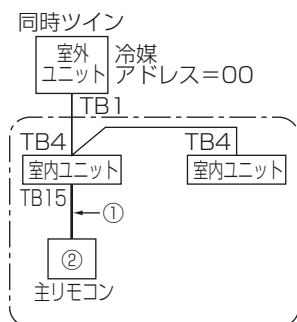 同時ツイン
室外
ユニット
冷媒
アドレス=00
TB1
TB4
TB4
室内ユニット
室内ユニット
TB15
①
②
主リモコン